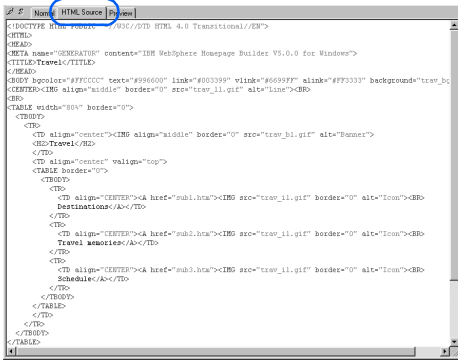 Normal HTML Source Preview
<!DOCTYPE HTML PUBLIC "-//W3C//DTD HTML 4.0 Transitional//EN">
<HTML>
<HEAD>
<META name="GENERATOR" content="IBM WebSphere Homepage Builder V5.0.0 for Windows">
<TITLE>Travel</TITLE>
</HEAD>
<BODY bgcolor="#FFCCCC" text="#996600" link="#003399" vlink="#6699FF" alink="#FF3333" background="trav_bg
<CENTER><IMG align="middle" border="0" src="trav_l1.gif" alt="Line"><BR>
<BR>
<TABLE width="80%" border="0">
<TBODY>
<TR>
<TD align="center"><IMG align="middle" border="0" src="trav_b1.gif" alt="Banner">
<H2>Travel</H2>
</TD>
<TD align="center" valign="top">
<TABLE border="0">
<TBODY>
<TR>
<TD align="CENTER"><A href="sub1.htm"><IMG src="trav_i1.gif" border="0" alt="Icon"><BR>
Destinations</A></TD>
</TR>
<TR>
<TD align="CENTER"><A href="sub2.htm"><IMG src="trav_i1.gif" border="0" alt="Icon"><BR>
Travel memories</A></TD>
</TR>
<TR>
<TD align="CENTER"><A href="sub3.htm"><IMG src="trav_i1.gif" border="0" alt="Icon"><BR>
Schedule</A></TD>
</TR>
</TBODY>
</TABLE>
</TD>
</TR>
</TBODY>
</TABLE>